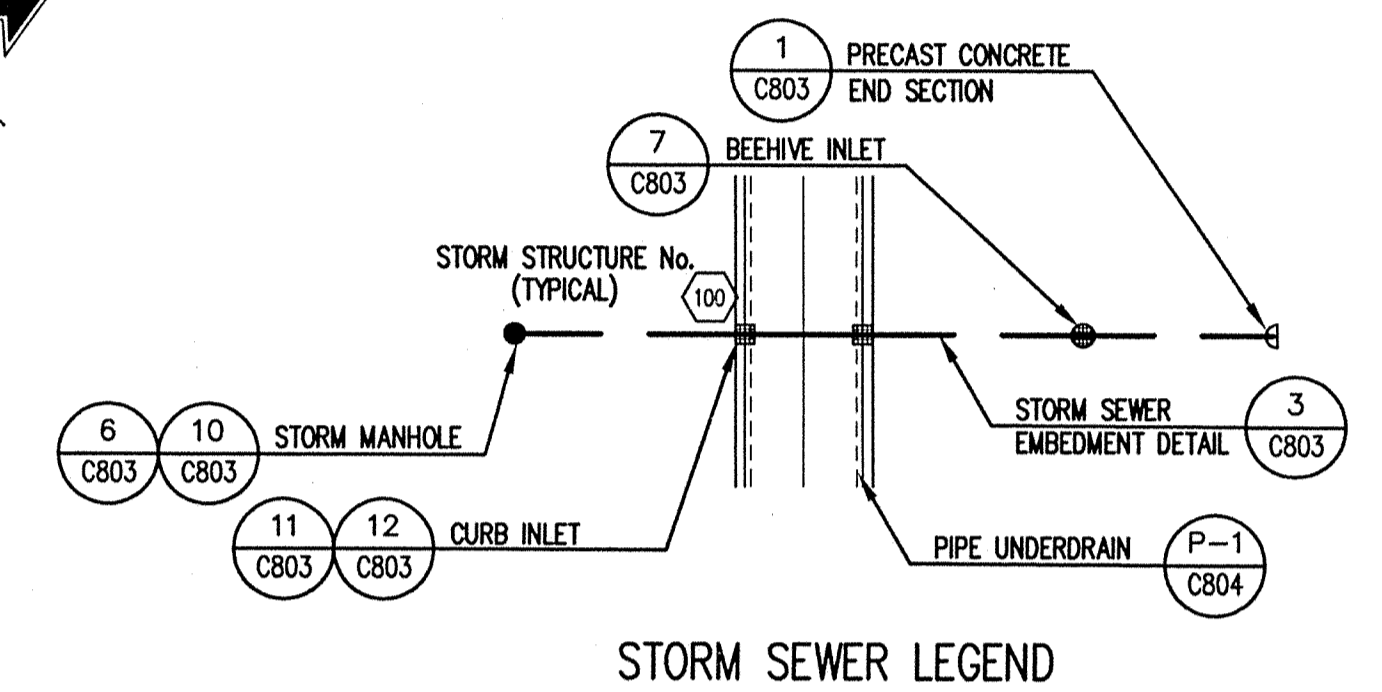 1
C803
PRECAST CONCRETE
END SECTION
7
C803
BEEHIVE INLET
STORM STRUCTURE No.
(TYPICAL)
100
6
C803
10
C803
STORM MANHOLE
STORM SEWER
EMBEDMENT DETAIL
3
C803
11
C803
12
C803
CURB INLET
PIPE UNDERDRAIN
P-1
C804
STORM SEWER LEGEND